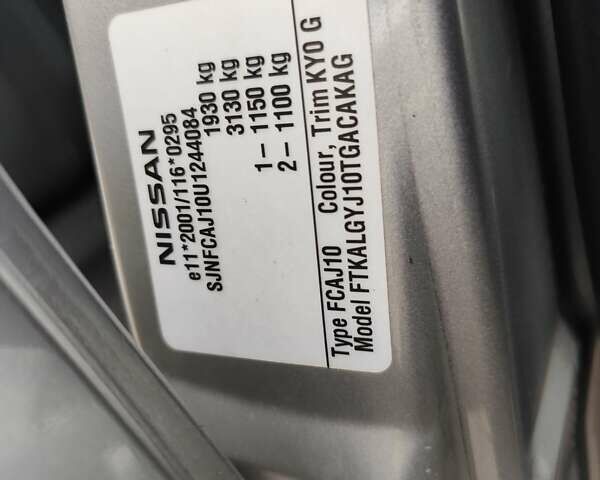 NISSAN
e11*2001/116*0295
SJNFCAJ10U1244084
1930 kg
3130 kg
1 – 1150 kg
2 – 1100 kg
Type FCAJ10 Colour, Trim KY0 G
Model FTKALGYJ10TGACAKAG